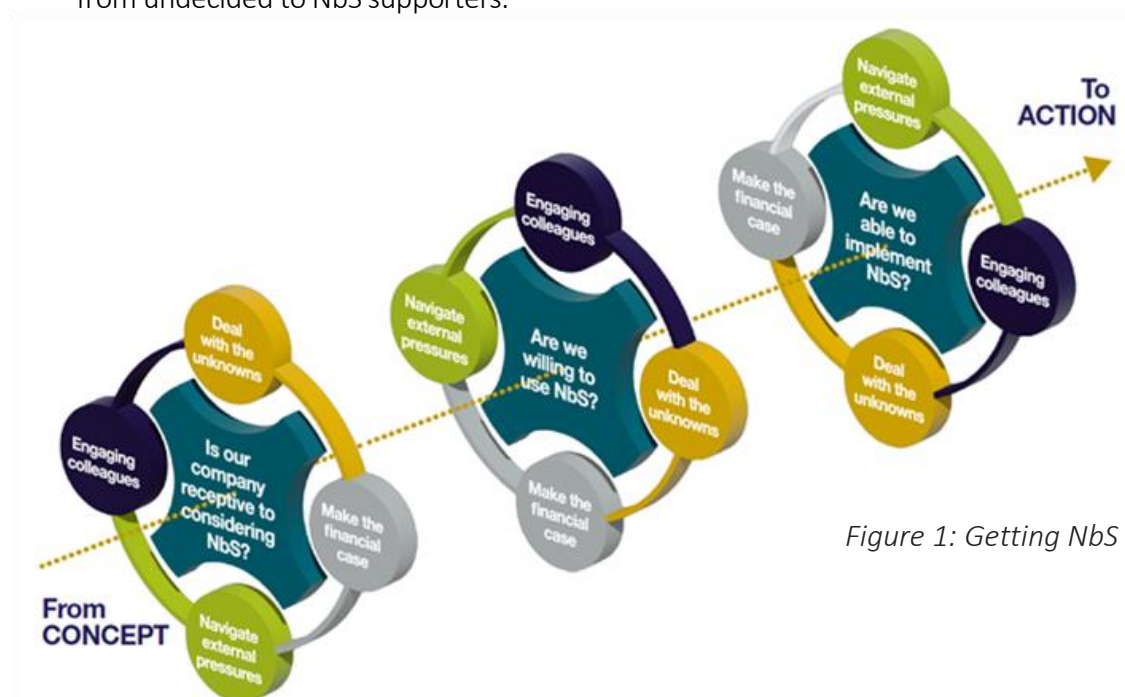 from undecided to NbS supporters.
To
ACTION
Navigate
external
pressures
Make the
financial
case
Are we
able to
implement
NbS?
Engaging
colleagues
Deal
with the
unknowns
Engaging
colleagues
Navigate
external
pressures
Are we
willing to
use NbS?
Deal
with the
unknowns
Make the
financial
case
Deal
with the
unknowns
Engaging
colleagues
Is our
company
receptive to
considering
NbS?
Make the
financial
case
Navigate
external
pressures
From
CONCEPT
Figure 1: Getting NbS